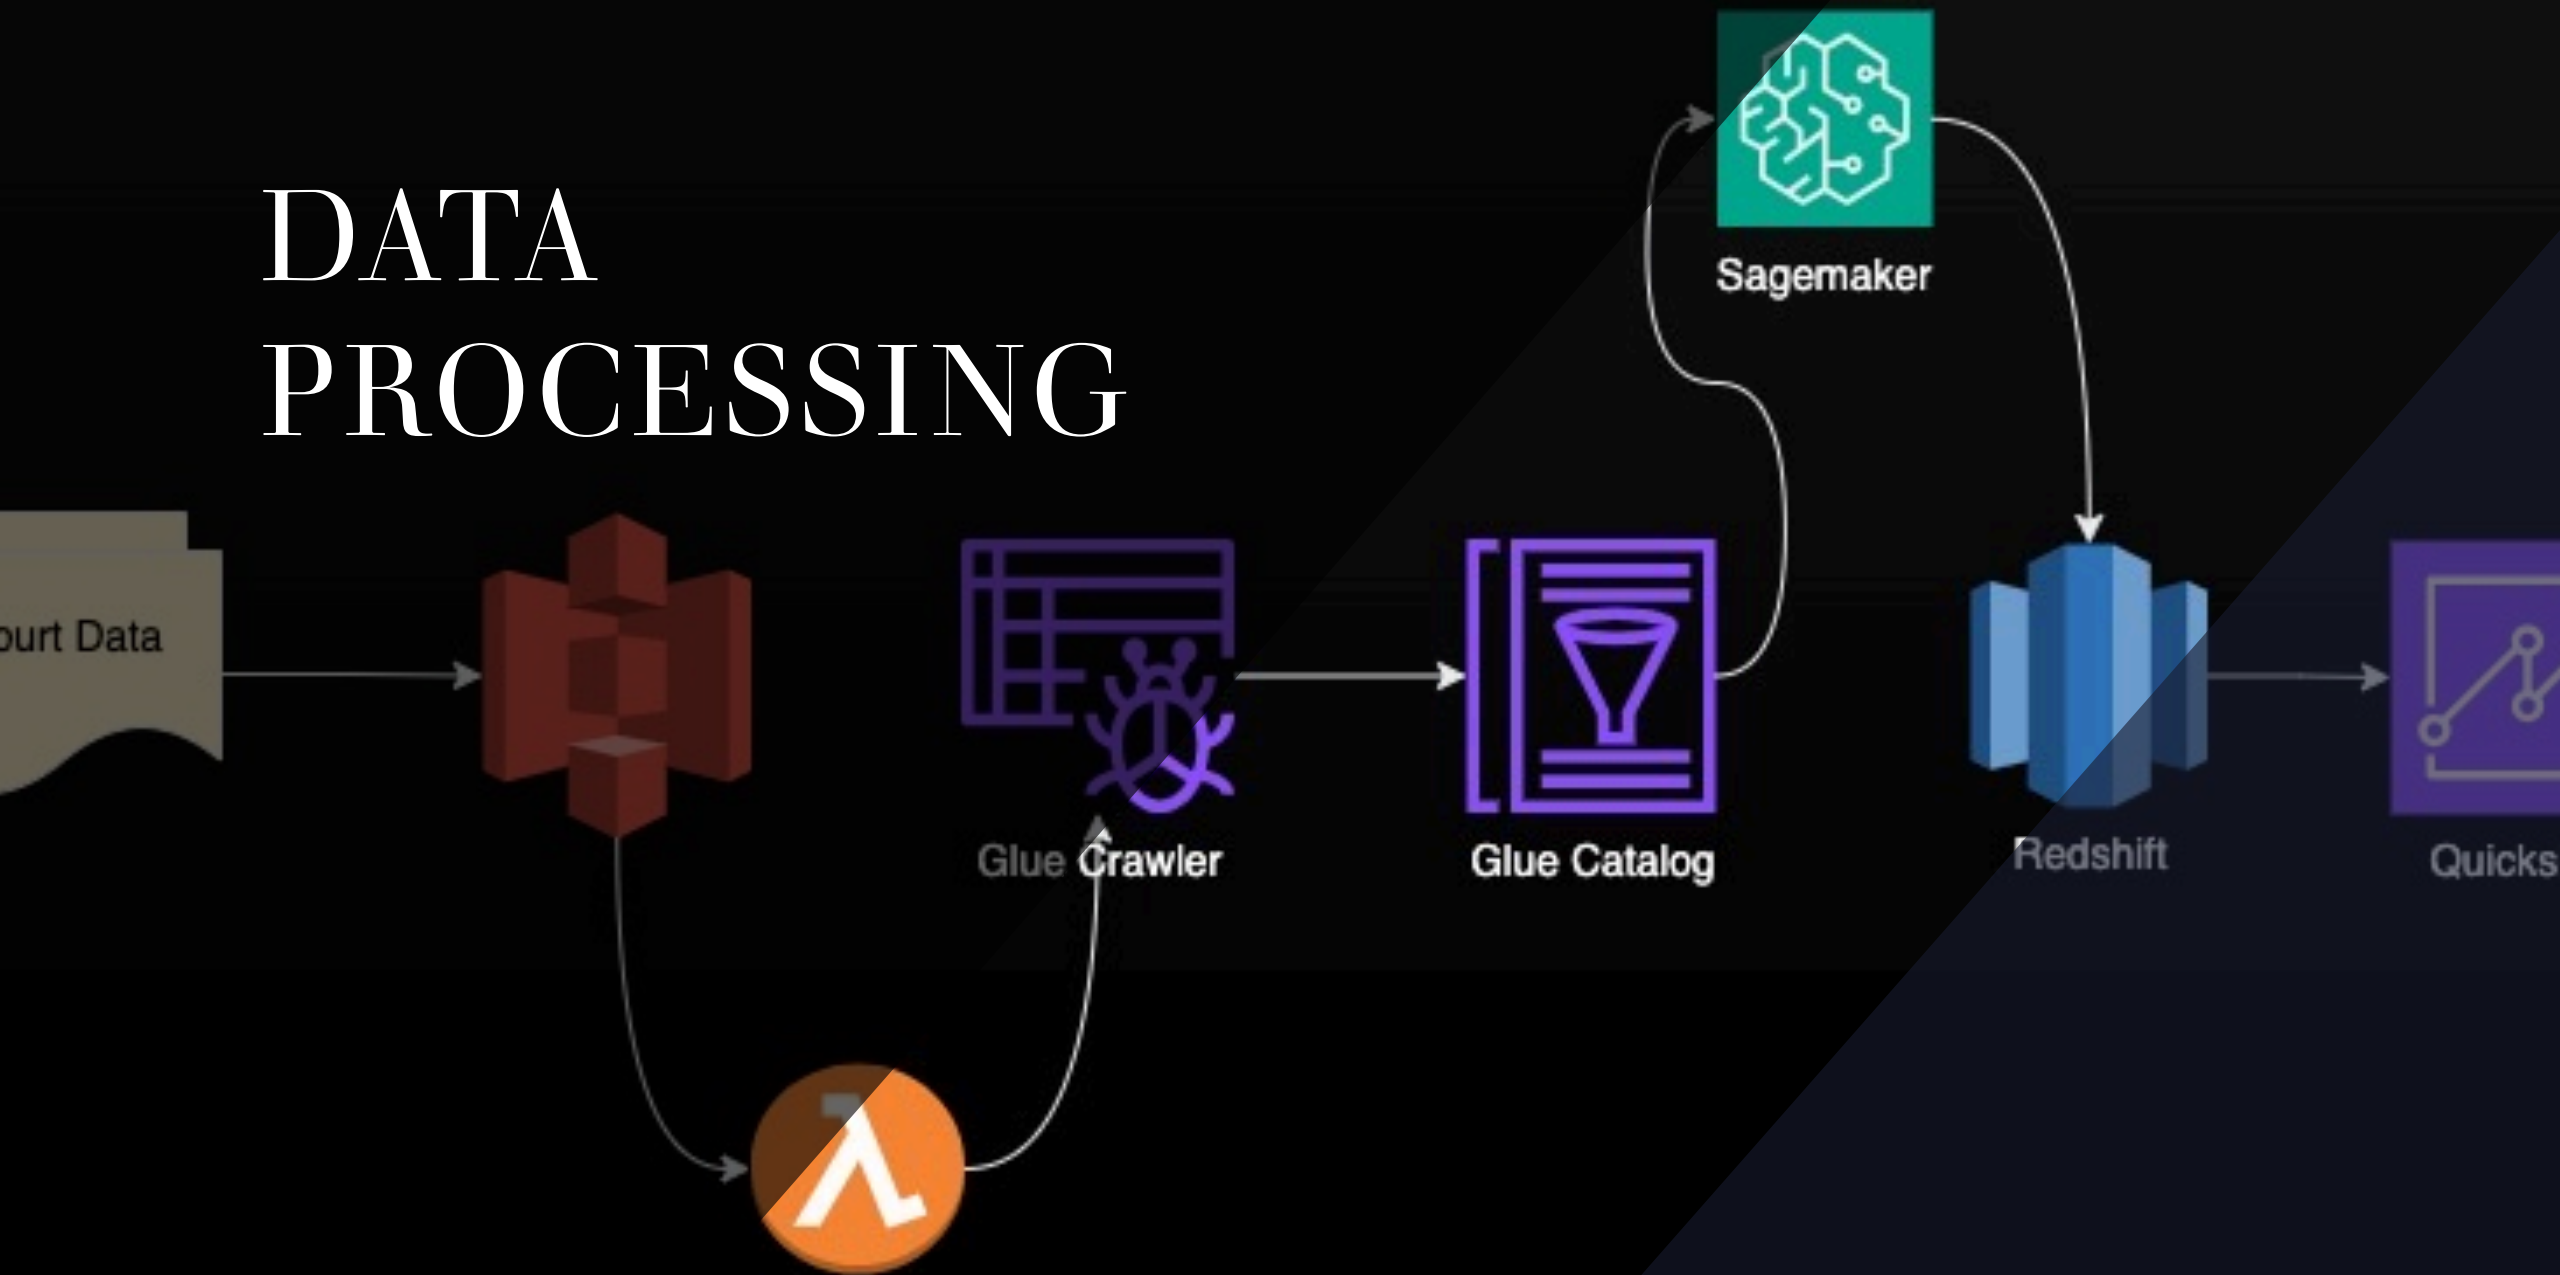 DATA
PROCESSING
Sagemaker
ourt Data
Glue Crawler
Glue Catalog
Redshift
Quicks